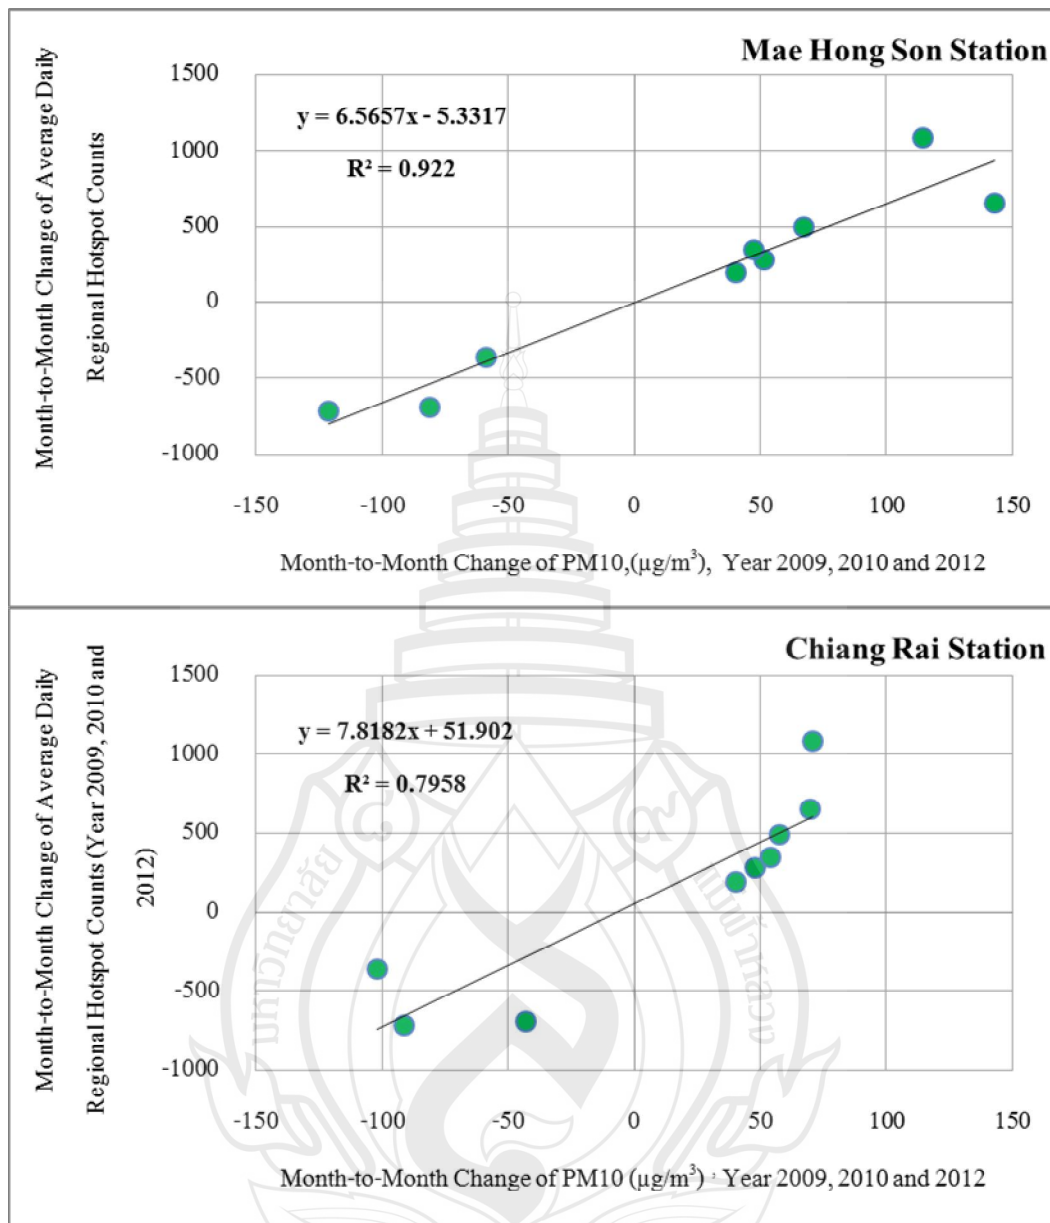 Mae Hong Son Station
Month-to-Month Change of Average Daily
Regional Hotspot Counts
1500
1000
500
0
-500
-1000
y = 6.5657x - 5.3317
R² = 0.922
-150 -100 -50 0 50 100 150
Month-to-Month Change of PM10,(µg/m³), Year 2009, 2010 and 2012
Chiang Rai Station
Month-to-Month Change of Average Daily
Regional Hotspot Counts (Year 2009, 2010 and
2012)
1500
1000
500
0
-500
-1000
y = 7.8182x + 51.902
R² = 0.7958
-150 -100 -50 0 50 100 150
Month-to-Month Change of PM10 (µg/m³) , Year 2009, 2010 and 2012